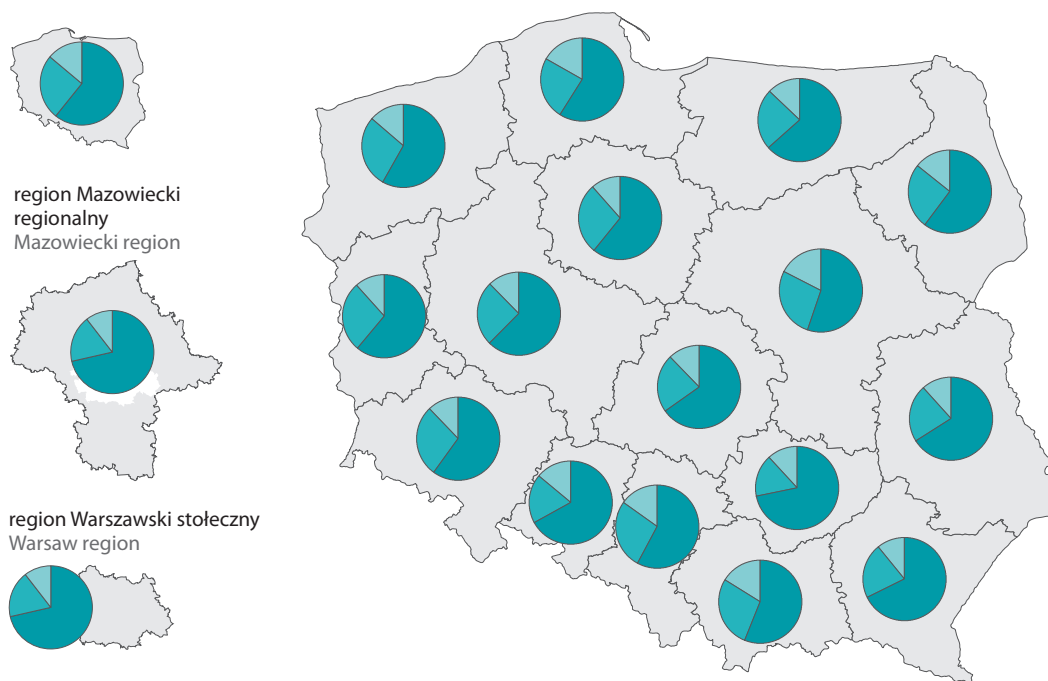 region Mazowiecki
regionalny
Mazowiecki region
region Warszawski stołeczny
Warsaw region